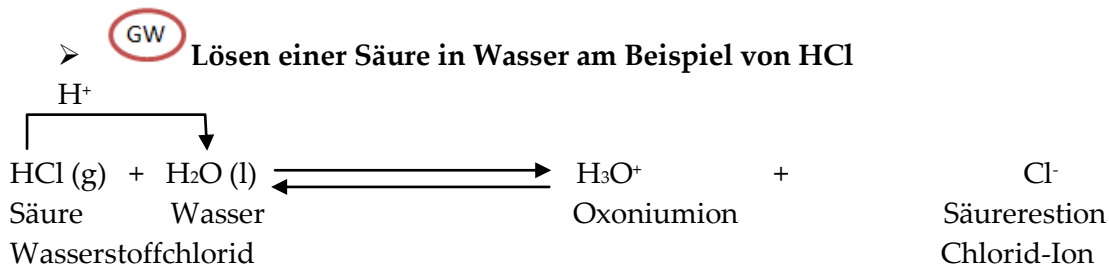 ➢ GW Lösen einer Säure in Wasser am Beispiel von HCl
H⁺
HCl (g) + H₂O (l) H₃O⁺ + Cl⁻
Säure Wasser Oxoniumion Säurerestion
Wasserstoffchlorid Chlorid-Ion